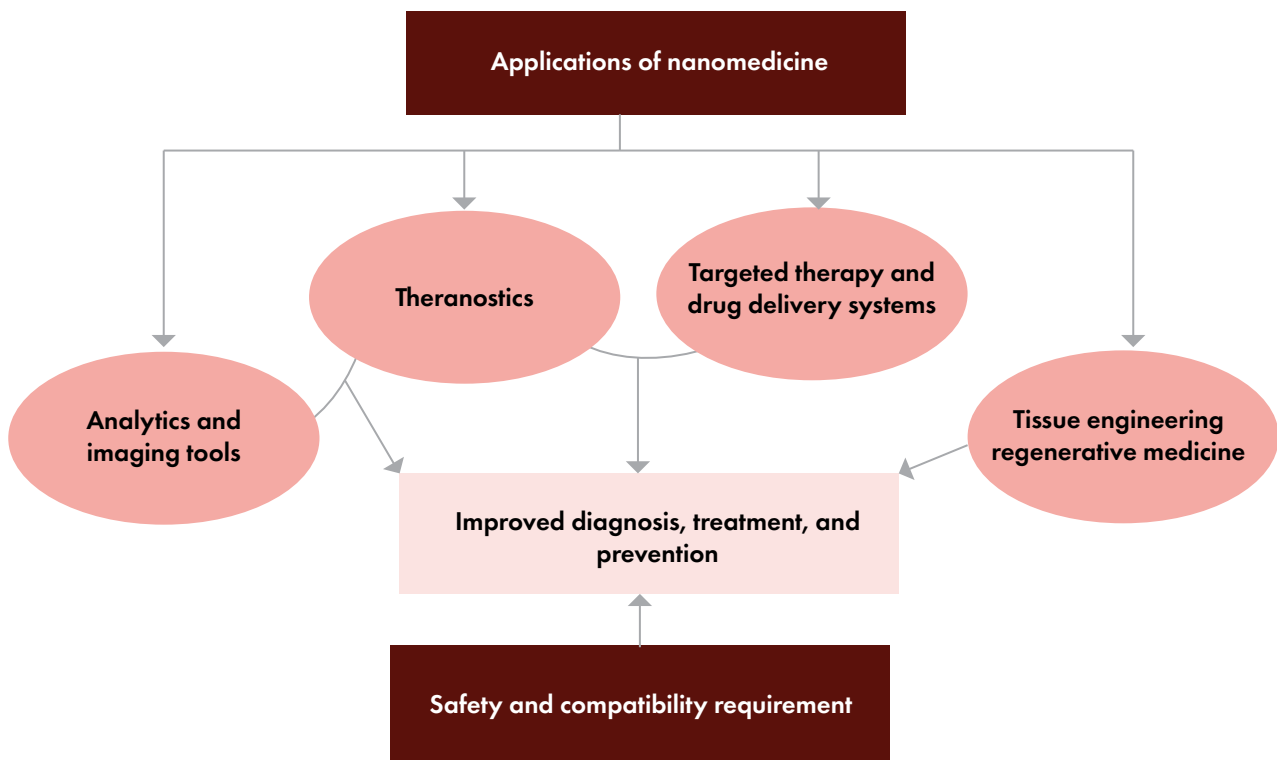 Applications of nanomedicine
Theranostics
Targeted therapy and
drug delivery systems
Analytics and
imaging tools
Tissue engineering
regenerative medicine
Improved diagnosis, treatment, and
prevention
Safety and compatibility requirement